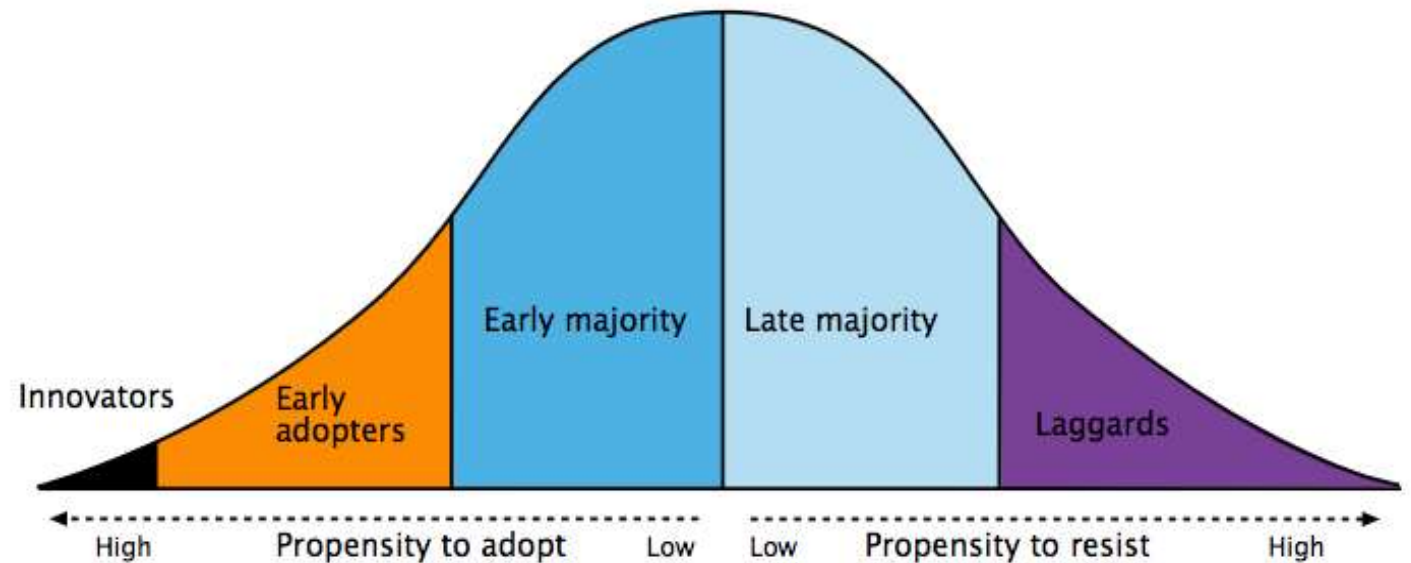 Early majority
Late majority
Innovators
Early
adopters
Laggards
High
Propensity to adopt
Low
Low
Propensity to resist
High